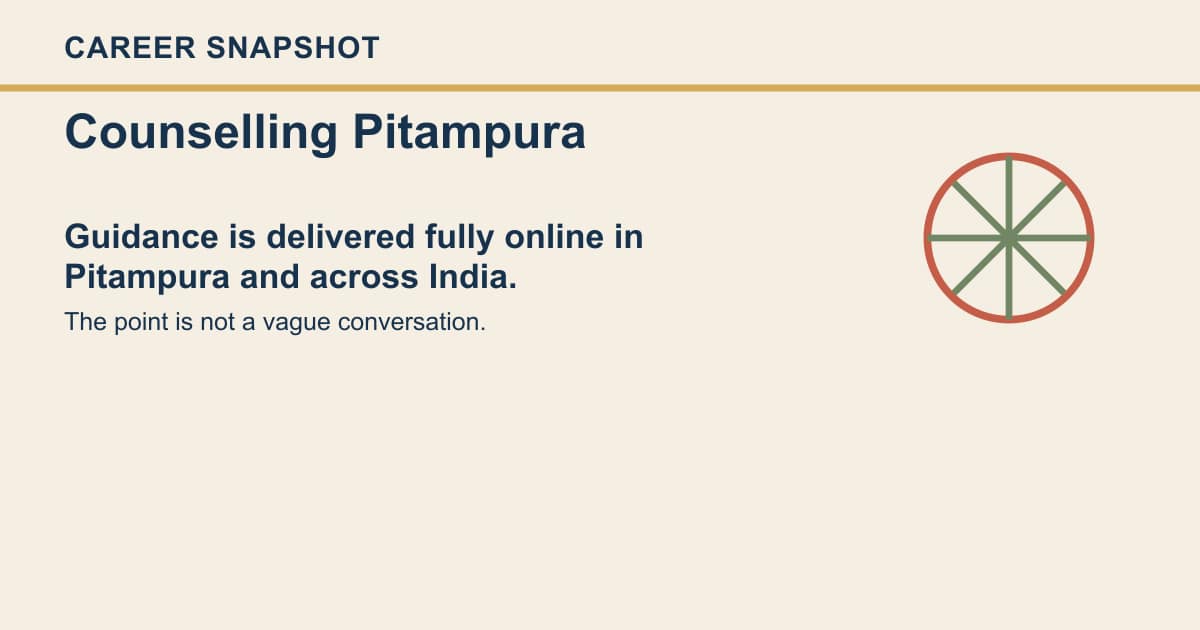 CAREER SNAPSHOT
Counselling Pitampura
Guidance is delivered fully online in
Pitampura and across India.
The point is not a vague conversation.